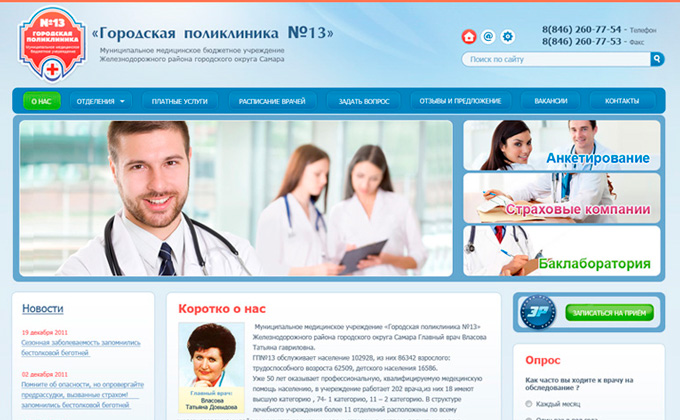 №13
ГОРОДСКАЯ
ПОЛИКЛИНИКА
«Городская поликлиника №13»
Муниципальное медицинское бюджетное учреждение
Железнодорожного района городского округа Самара
8(846) 260-77-54 - Телефон
8(846) 260-77-53 - Факс
Поиск по сайту
О НАС
ОТДЕЛЕНИЯ
ПЛАТНЫЕ УСЛУГИ
РАСПИСАНИЕ ВРАЧЕЙ
ЗАДАТЬ ВОПРОС
ОТЗЫВЫ И ПРЕДЛОЖЕНИЕ
ВАКАНСИИ
КОНТАКТЫ
Анкетирование
Страховые компании
Баклаборатория
Новости
19 декабря 2011
Сезонная заболеваемость запомнились
бестолковой беготней
02 декабря 2011
Помните об опасности, но опровергайте
предрассудки, вызванные страхом!
запомнились бестолковой беготней
Коротко о нас
Главный врач:
Власова
Татьяна Давыдова
Муниципальное медицинское учреждение «Городская поликлиника №13»
Железнодорожного района городского округа Самара Главный врач Власова
Татьяна гавриловна.
ГП№13 обслуживает население 102928, из них 86342 взрослого:
трудоспособного возраста 62509, детского населения 16586.
Уже 50 лет оказывает профессиональную, квалифицируемую медицинскую
помощь населению, в учреждение работает 202 врача,из них 18 имеют
высшую категорию , 74- 1 категорию, 11 – 2 категорию. В структуре
лечебного учреждения более 11 отделений расположены по всему
ЭР
ЗАПИСАТЬСЯ НА ПРИЁМ
Опрос
Как часто вы ходите к врачу на
обследование?
Каждый месяц